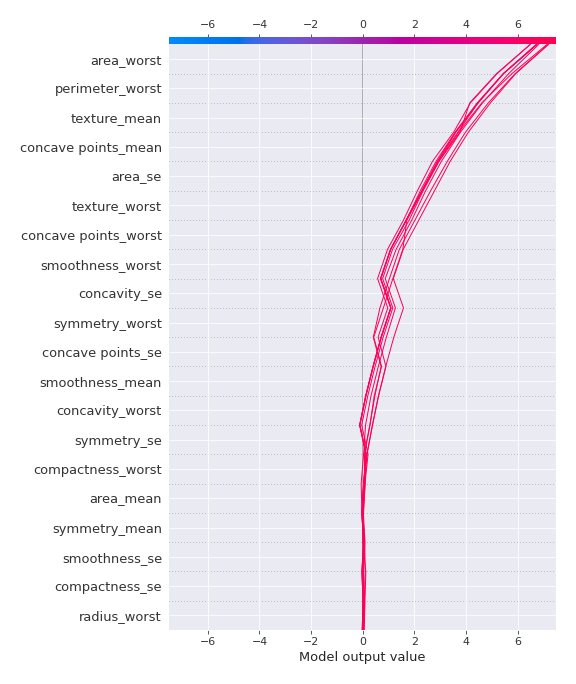 −6 −4 −2 0 2 4 6
area_worst
perimeter_worst
texture_mean
concave points_mean
area_se
texture_worst
concave points_worst
smoothness_worst
concavity_se
symmetry_worst
concave points_se
smoothness_mean
concavity_worst
symmetry_se
compactness_worst
area_mean
symmetry_mean
smoothness_se
compactness_se
radius_worst
−6 −4 −2 0 2 4 6
Model output value